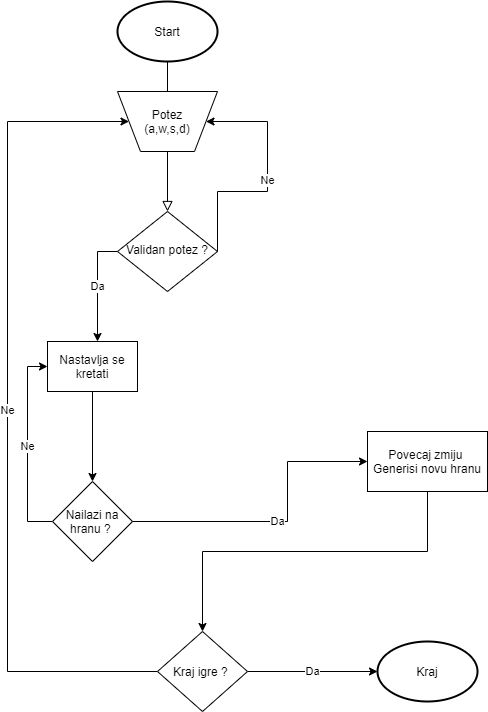 Start
Potez
(a,w,s,d)
Ne
Validan potez ?
Da
Nastavlja se
kretati
Ne
Ne
Povecaj zmiju
Generisi novu hranu
Nailazi na
hranu ?
Da
Kraj igre ?
Da
Kraj